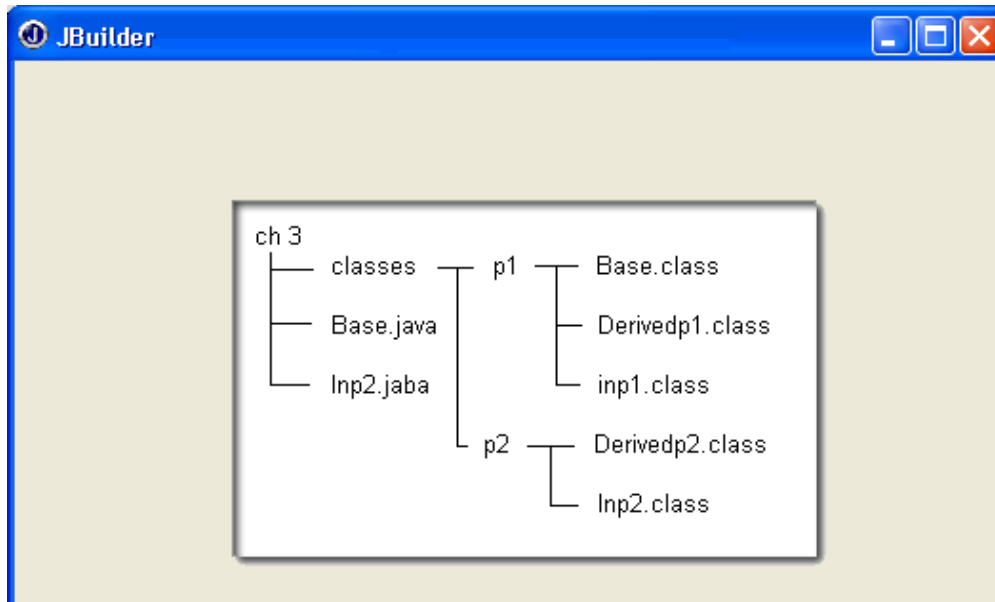 JBuilder
ch 3
classes p1 Base.class
Base.java Derivedp1.class
Inp2.jaba inp1.class
p2 Derivedp2.class
Inp2.class